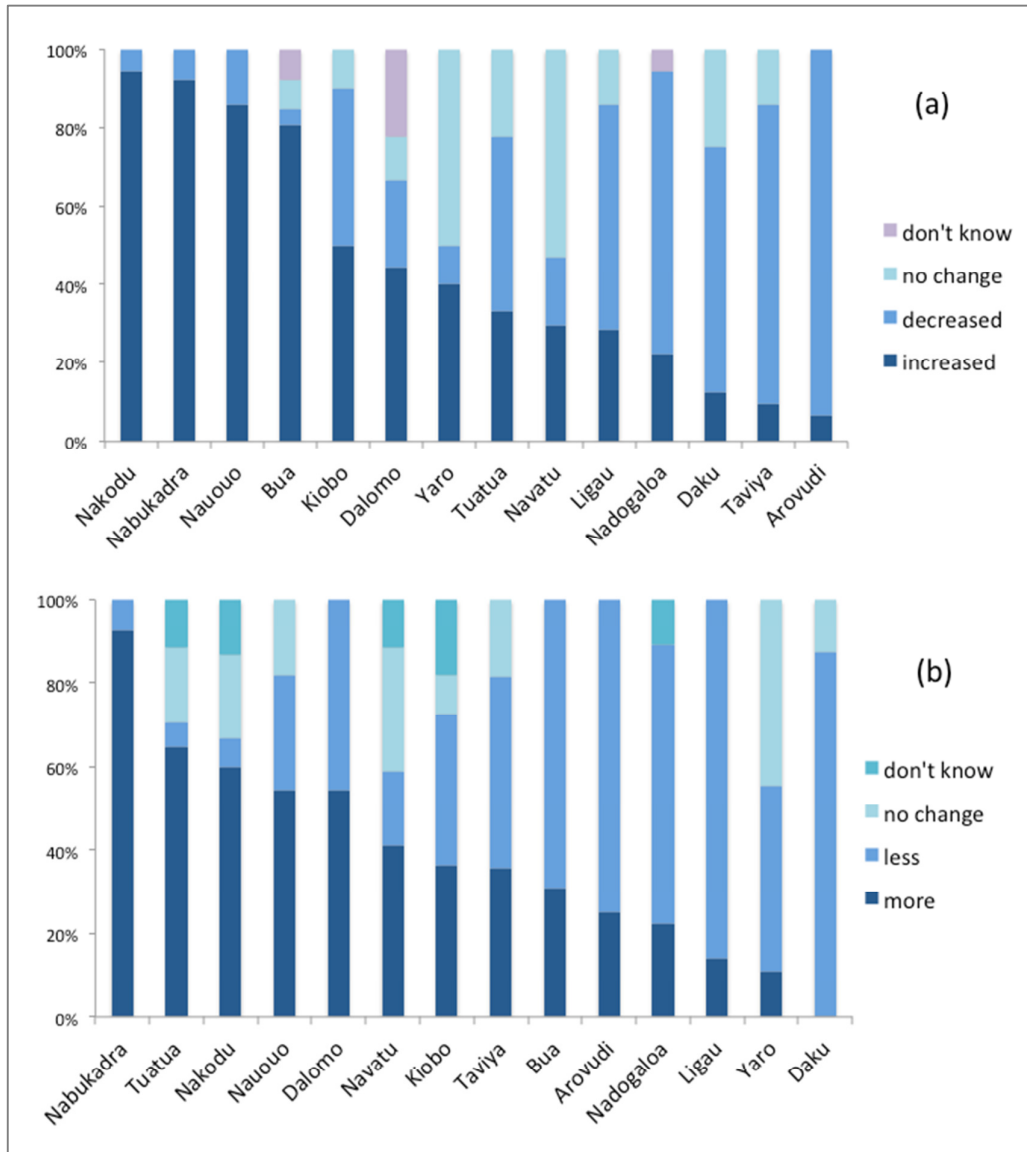 100%
80%
60%
40%
20%
0%
(a)
don't know
no change
decreased
increased
Nakodu
Nabukadra
Nauouo
Bua
Kiobo
Dalomo
Yaro
Tuatua
Navatu
Ligau
Nadogaloa
Daku
Taviya
Arovudi
100%
80%
60%
40%
20%
0%
(b)
don't know
no change
less
more
Nabukadra
Tuatua
Nakodu
Nauouo
Dalomo
Navatu
Kiobo
Taviya
Bua
Arovudi
Nadogaloa
Ligau
Yaro
Daku